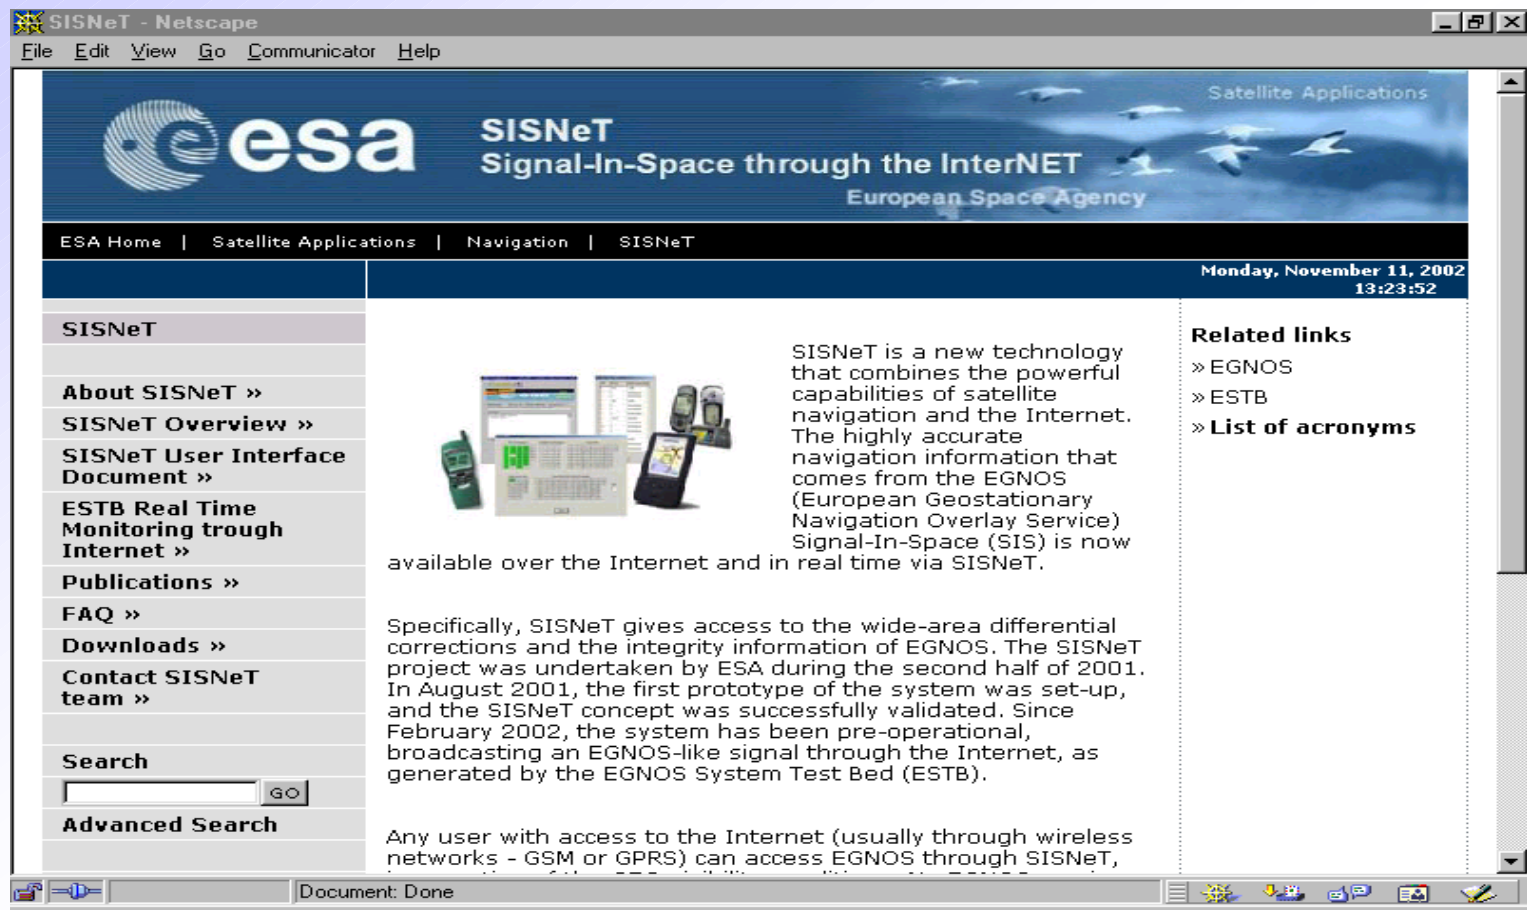 SISNeT - Netscape
File Edit View Go Communicator Help
Satellite Applications
esa
SISNeT
Signal-In-Space through the InterNET
European Space Agency
ESA Home | Satellite Applications | Navigation | SISNeT
Monday, November 11, 2002
13:23:52
SISNeT
About SISNeT »
SISNeT Overview »
SISNeT User Interface
Document »
ESTB Real Time
Monitoring trough
Internet »
Publications »
FAQ »
Downloads »
Contact SISNeT
team »
Search
GO
Advanced Search
SISNeT is a new technology
that combines the powerful
capabilities of satellite
navigation and the Internet.
The highly accurate
navigation information that
comes from the EGNOS
(European Geostationary
Navigation Overlay Service)
Signal-In-Space (SIS) is now
available over the Internet and in real time via SISNeT.
Specifically, SISNeT gives access to the wide-area differential
corrections and the integrity information of EGNOS. The SISNeT
project was undertaken by ESA during the second half of 2001.
In August 2001, the first prototype of the system was set-up,
and the SISNeT concept was successfully validated. Since
February 2002, the system has been pre-operational,
broadcasting an EGNOS-like signal through the Internet, as
generated by the EGNOS System Test Bed (ESTB).
Any user with access to the Internet (usually through wireless
networks - GSM or GPRS) can access EGNOS through SISNeT,
Related links
» EGNOS
» ESTB
» List of acronyms
Document: Done